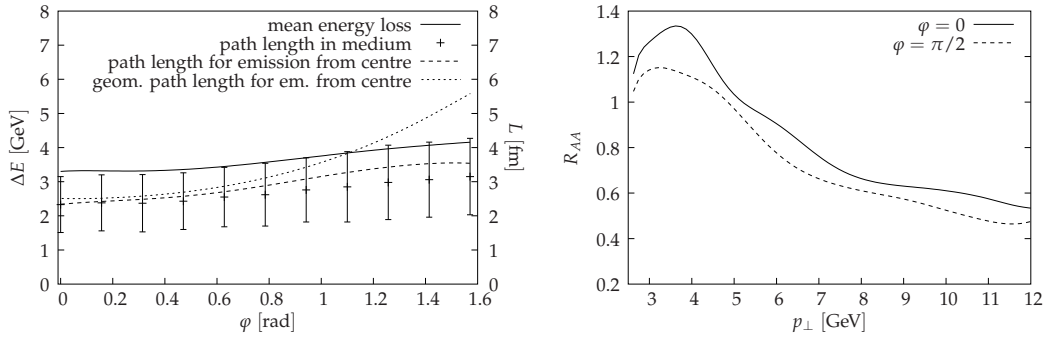 mean energy loss
path length in medium
path length for emission from centre
geom. path length for em. from centre
ΔE [GeV]
L [fm]
0
1
2
3
4
5
6
7
8
0
1
2
3
4
5
6
7
8
0 0.2 0.4 0.6 0.8 1 1.2 1.4 1.6
φ [rad]
φ = 0
φ = π/2
R_AA
1.4
1.2
1
0.8
0.6
0.4
0.2
3 4 5 6 7 8 9 10 11 12
p⊥ [GeV]